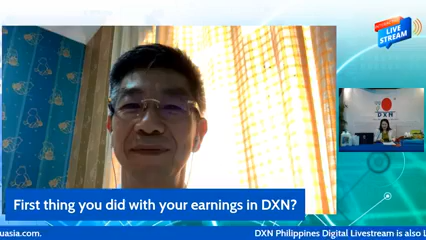 LIVE
STREAM
DXN
First thing you did with your earnings in DXN?
uasia.com.
DXN Philippines Digital Livestream is also L